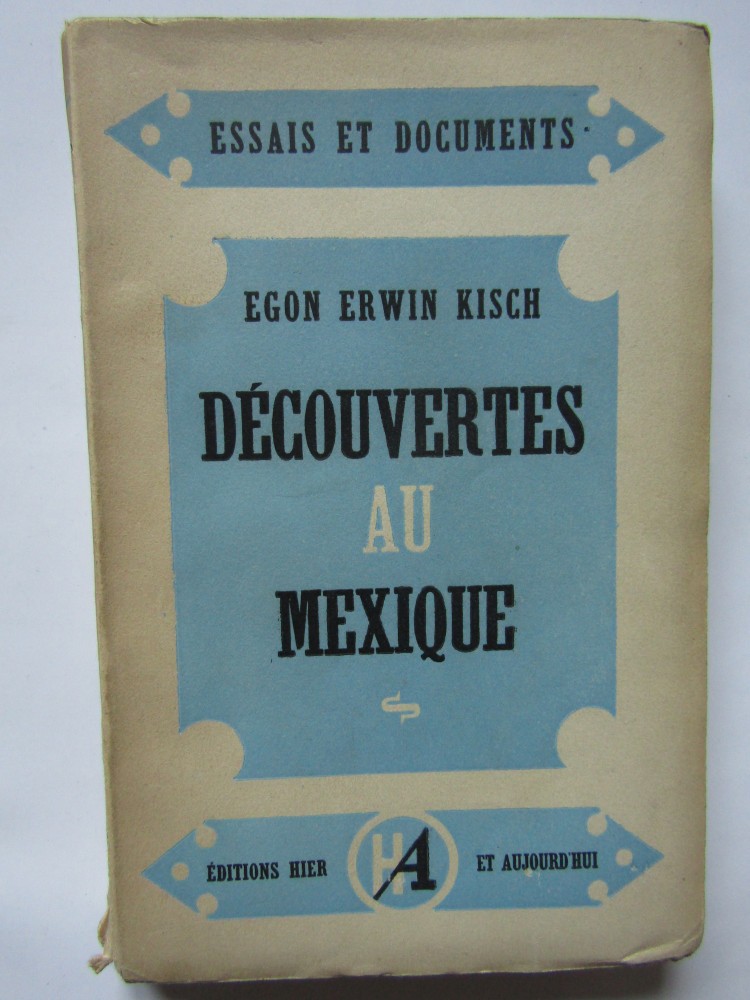 ESSAIS ET DOCUMENTS
EGON ERWIN KISCH
DÉCOUVERTES
AU
MEXIQUE
ÉDITIONS HIER HA ET AUJOURD'HUI